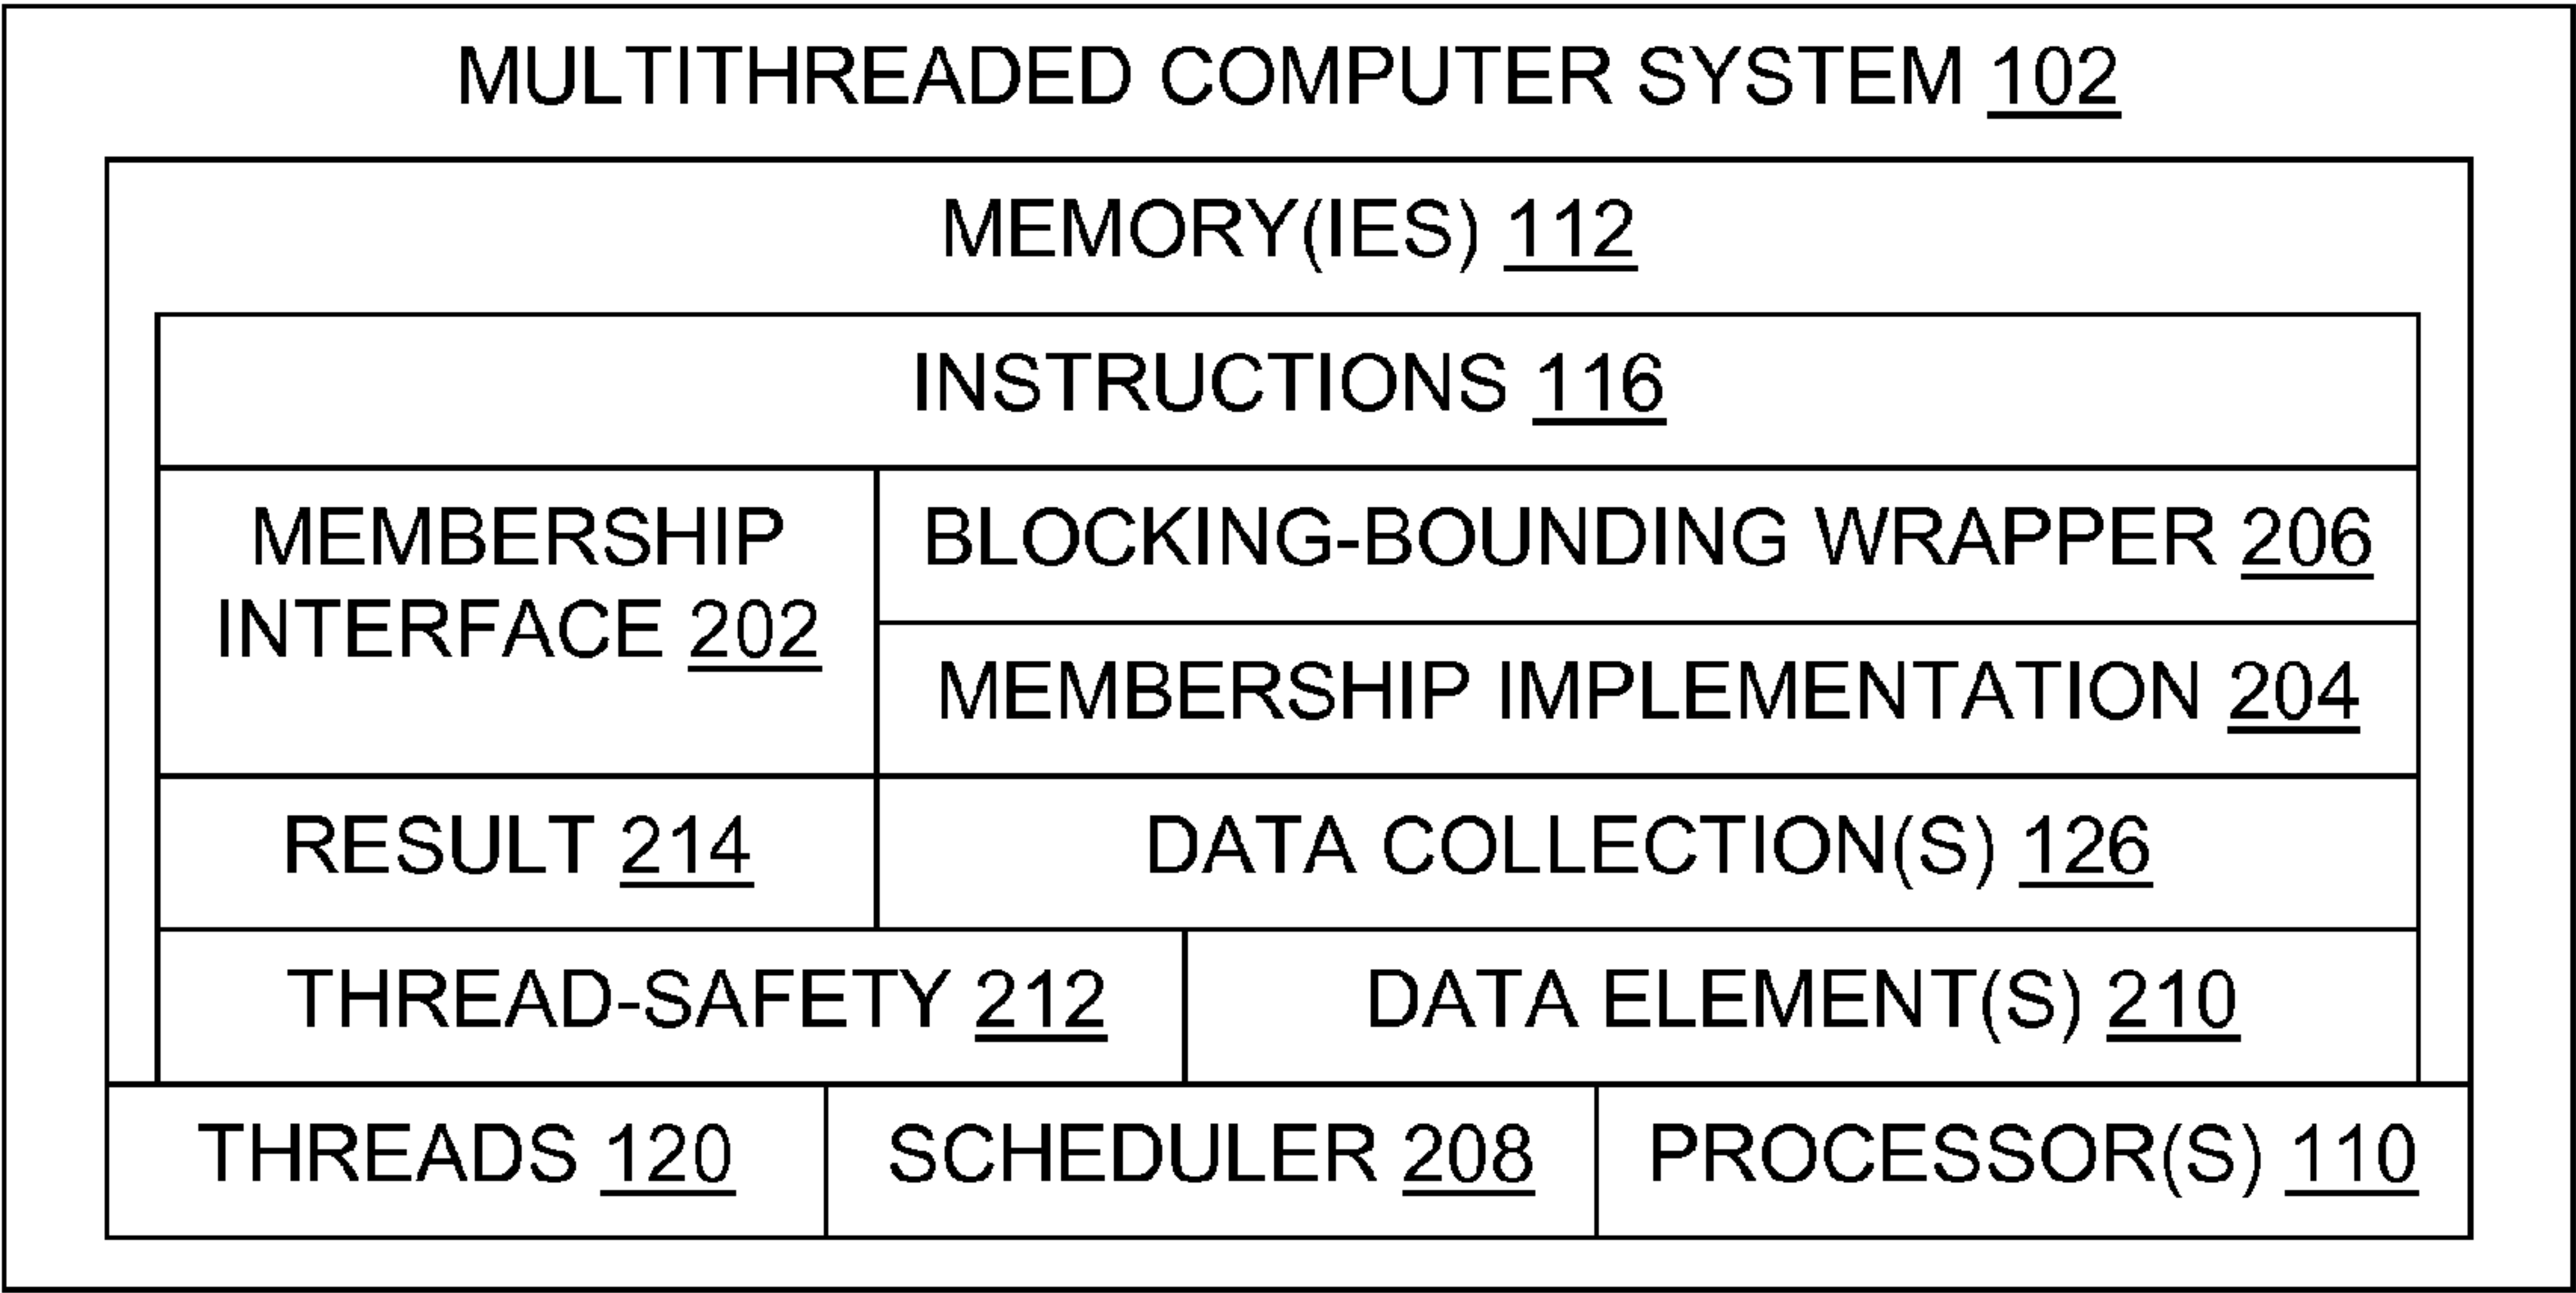 MULTITHREADED COMPUTER SYSTEM 102
MEMORY(IES) 112
INSTRUCTIONS 116
MEMBERSHIP
INTERFACE 202
BLOCKING-BOUNDING WRAPPER 206
MEMBERSHIP IMPLEMENTATION 204
RESULT 214
DATA COLLECTION(S) 126
THREAD-SAFETY 212
DATA ELEMENT(S) 210
THREADS 120
SCHEDULER 208
PROCESSOR(S) 110